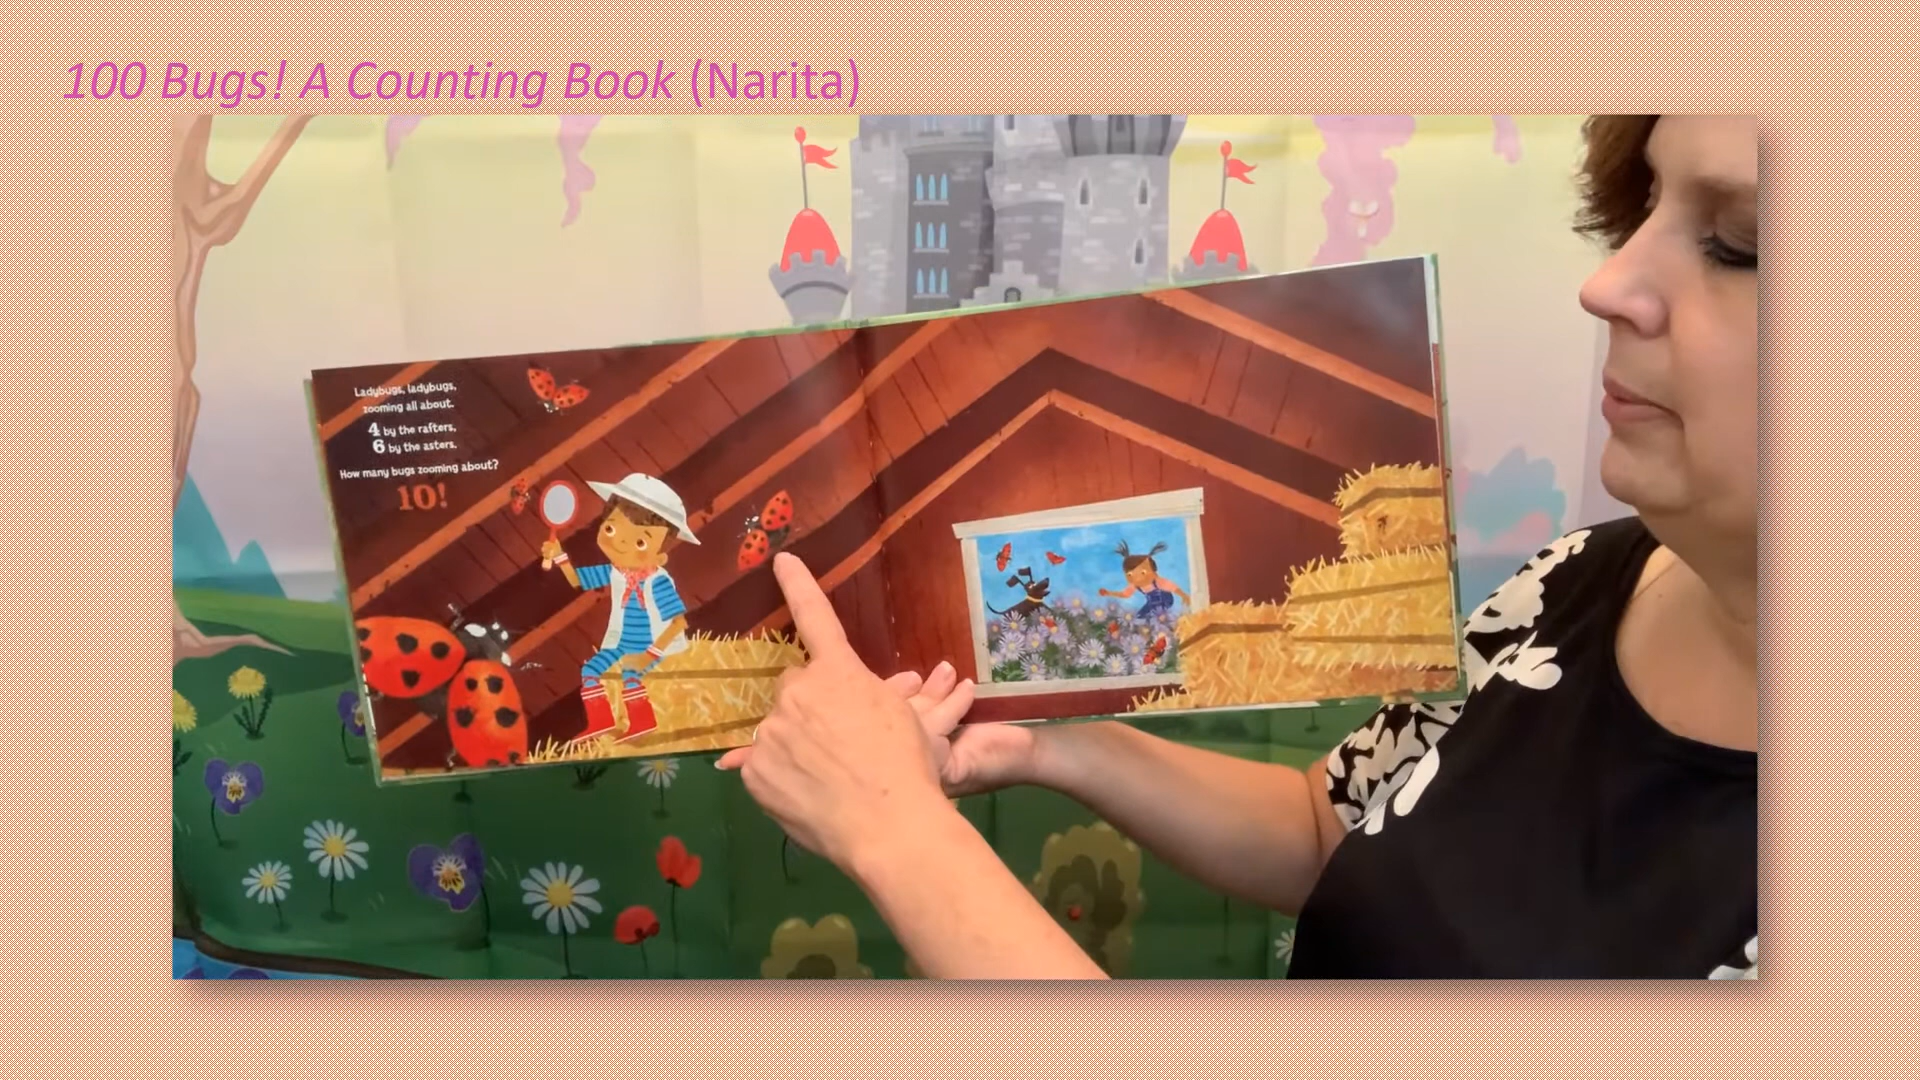 100 Bugs! A Counting Book (Narita)
Ladybugs, ladybugs,
zooming all about.
4 by the rafters,
6 by the asters.
How many bugs zooming about?
10!